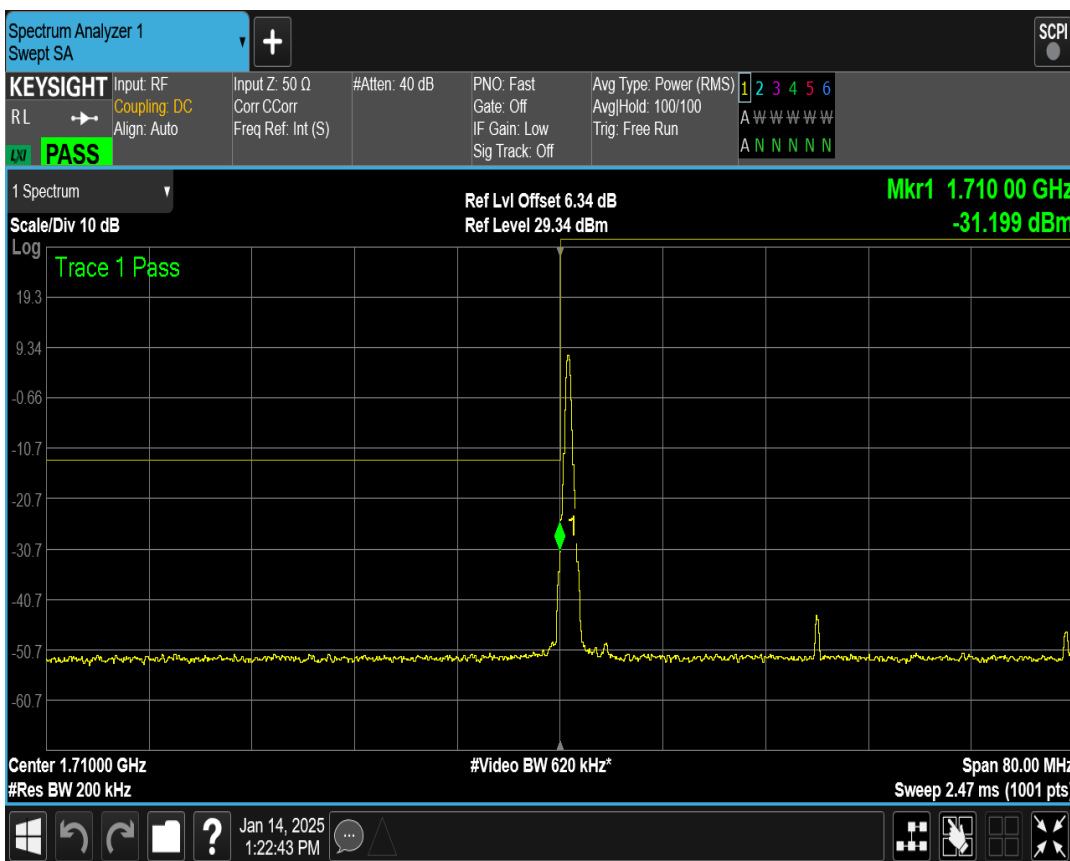 Spectrum Analyzer 1
Swept SA
+
SCPI
KEYSIGHT
RL
LXI
PASS
Input: RF
Coupling: DC
Align: Auto
Input Z: 50 Ω
Corr CCorr
Freq Ref: Int (S)
#Atten: 40 dB
PNO: Fast
Gate: Off
IF Gain: Low
Sig Track: Off
Avg Type: Power (RMS)
Avg|Hold: 100/100
Trig: Free Run
1 2 3 4 5 6
A W W W W W
A N N N N N
1 Spectrum
Scale/Div 10 dB
Ref Lvl Offset 6.34 dB
Ref Level 29.34 dBm
Mkr1 1.710 00 GHz
-31.199 dBm
Log
Trace 1 Pass
19.3
9.34
-0.66
-10.7
-20.7
-30.7
-40.7
-50.7
-60.7
Center 1.71000 GHz
#Res BW 200 kHz
#Video BW 620 kHz*
Span 80.00 MHz
Sweep 2.47 ms (1001 pts)
?
Jan 14, 2025
1:22:43 PM